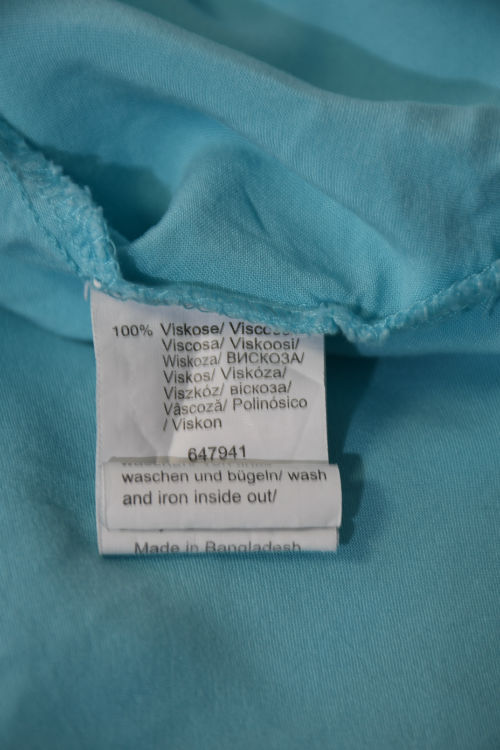 100% Viskose/ Viscose/
Viscosa/ Viskoosi/
Wiskoza/ ВИСКОЗА/
Viskos/ Viskóza/
Viszkóz/ віскоза/
Vâscoză/ Polinósico
/ Viskon
647941
waschen und bügeln/ wash
and iron inside out/
Made in Bangladesh